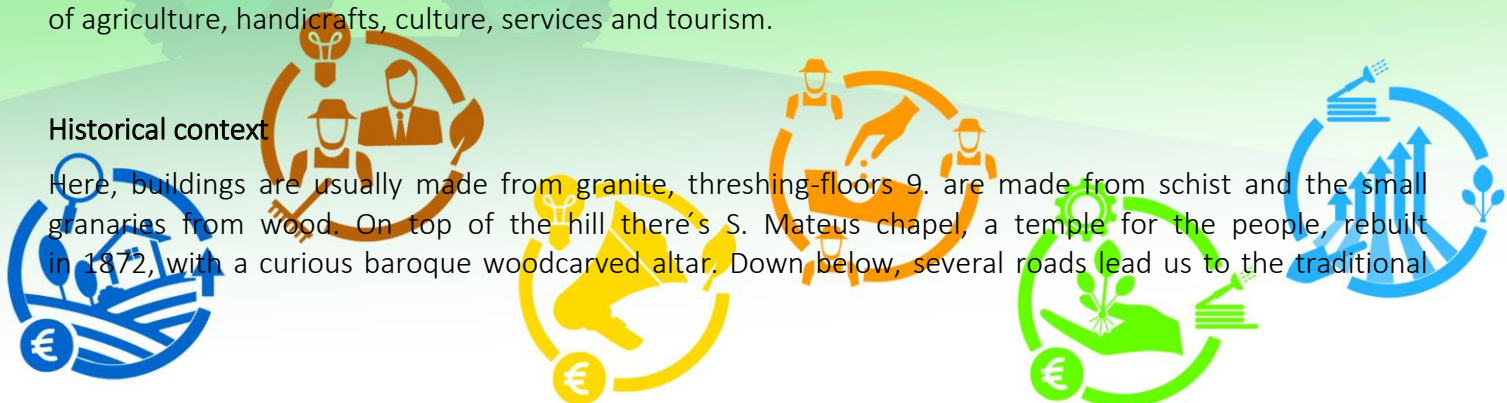 of agriculture, handicrafts, culture, services and tourism.
Historical context
Here, buildings are usually made from granite, threshing-floors 9. are made from schist and the small
granaries from wood. On top of the hill there´s S. Mateus chapel, a temple for the people, rebuilt
in 1872, with a curious baroque woodcarved altar. Down below, several roads lead us to the traditional
€
€
€